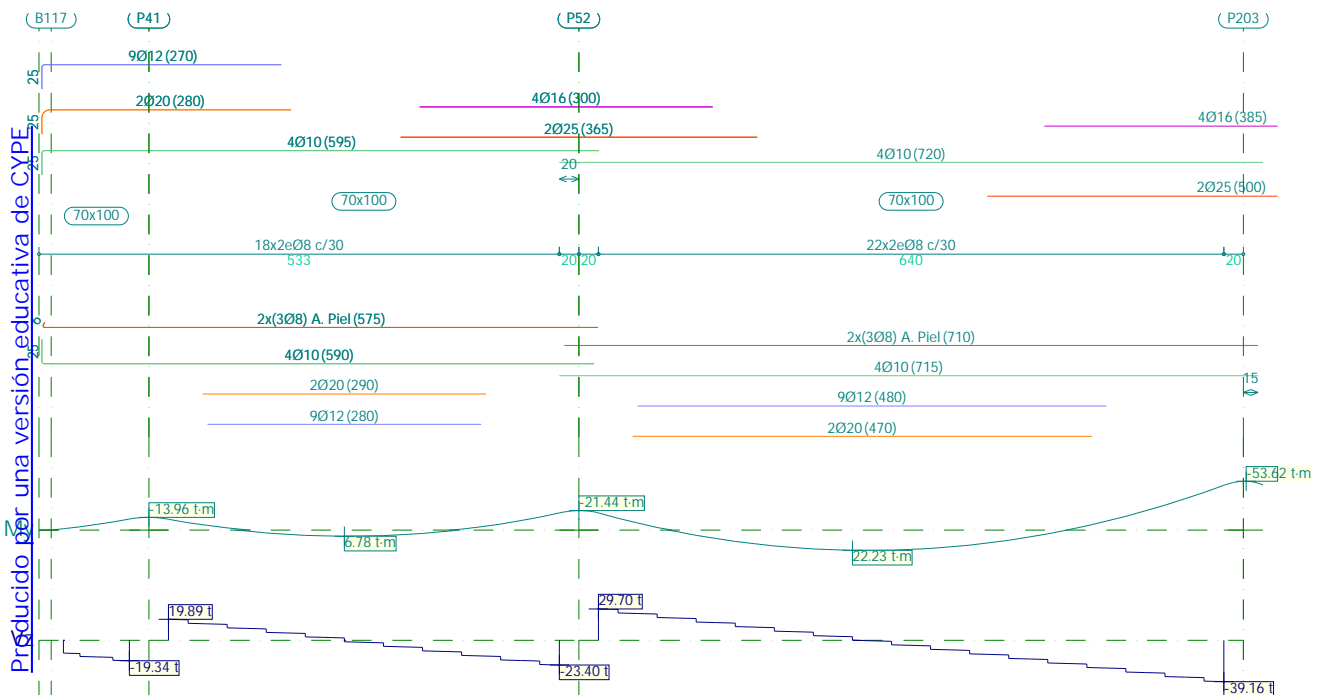 B117
P41
P52
P203
9Ø12 (270)
25
2Ø20 (280)
25
4Ø16 (300)
2Ø25 (365)
4Ø16 (385)
4Ø10 (595)
25
4Ø10 (720)
20
2Ø25 (500)
70x100
70x100
70x100
18x2eØ8 c/30
22x2eØ8 c/30
533
20
20
640
20
2x(3Ø8) A. Piel (575)
2x(3Ø8) A. Piel (710)
4Ø10 (590)
25
4Ø10 (715)
15
2Ø20 (290)
9Ø12 (480)
9Ø12 (280)
2Ø20 (470)
-53.62 t·m
-21.44 t·m
-13.96 t·m
6.78 t·m
22.23 t·m
29.70 t
19.89 t
-19.34 t
-23.40 t
-39.16 t
Producido por una versión educativa de CYPE